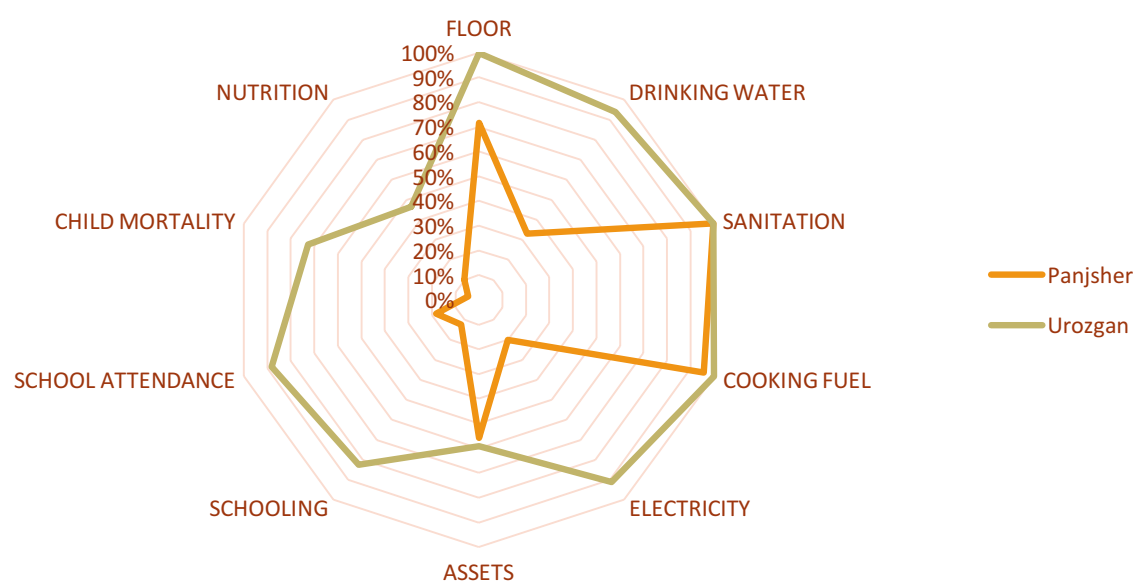 FLOOR
100%
90%
80%
70%
60%
50%
40%
30%
20%
10%
0%
DRINKING WATER
SANITATION
COOKING FUEL
ELECTRICITY
ASSETS
SCHOOLING
SCHOOL ATTENDANCE
CHILD MORTALITY
NUTRITION
Panjsher
Urozgan